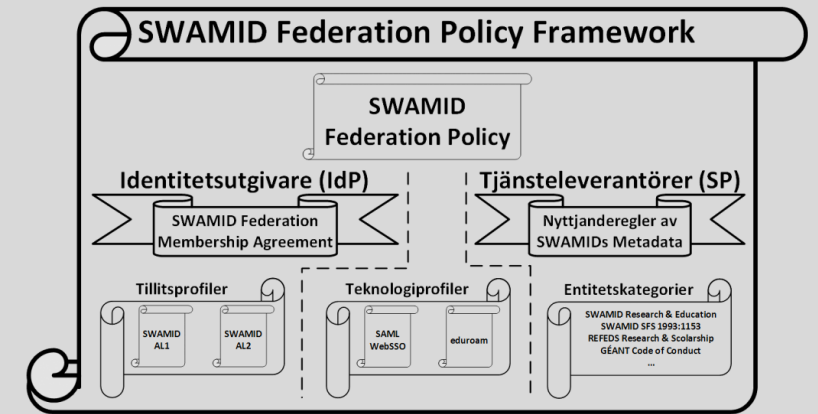 SWAMID Federation Policy Framework
SWAMID
Federation Policy
Identitetsutgivare (IdP)
SWAMID Federation
Membership Agreement
Tjänsteleverantörer (SP)
Nyttjanderegler av
SWAMIDs Metadata
Tillitsprofiler
SWAMID
AL1
SWAMID
AL2
Teknologiprofiler
SAML
WebSSO
eduroam
Entitetskategorier
SWAMID Research & Education
SWAMID SFS 1993:1153
REFEDS Research & Scolarship
GÉANT Code of Conduct
...